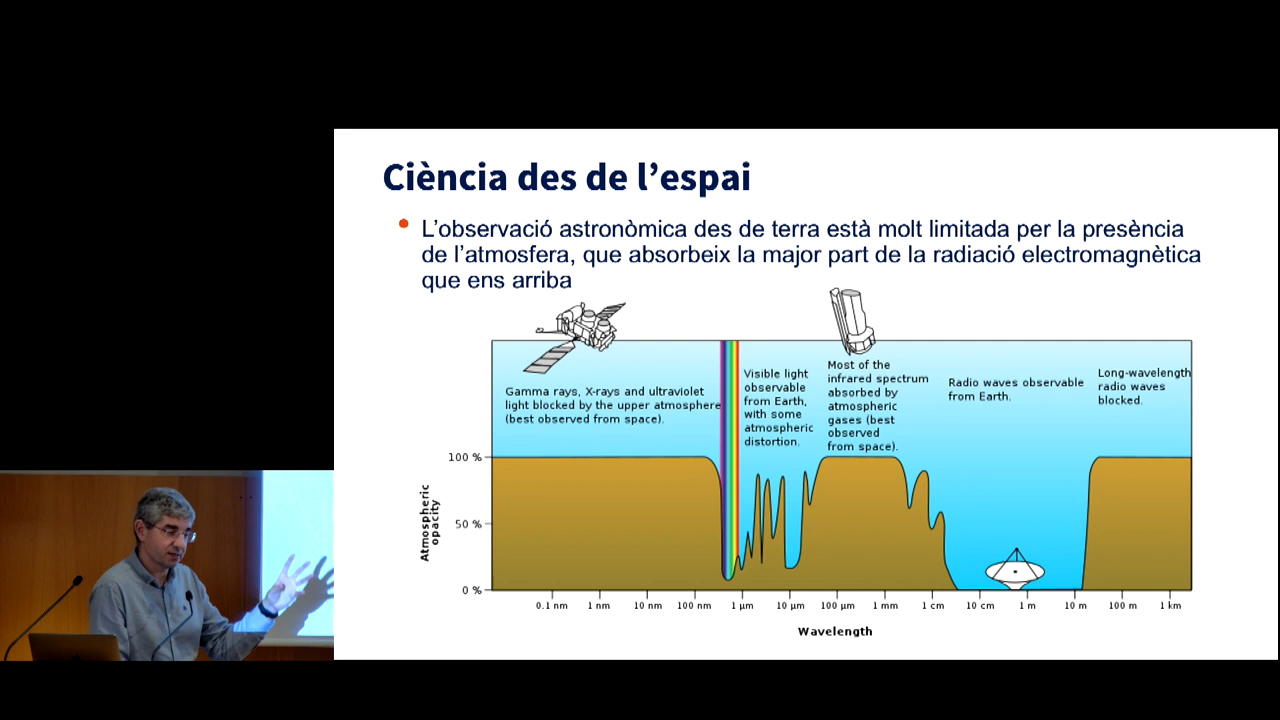 Ciència des de l’espai
L’observació astronòmica des de terra està molt limitada per la presència
de l’atmosfera, que absorbeix la major part de la radiació electromagnètica
que ens arriba
Gamma rays, X-rays and ultraviolet
light blocked by the upper atmosphere
(best observed from space).
Visible light
observable
from Earth,
with some
atmospheric
distortion.
Most of the
infrared spectrum
absorbed by
atmospheric
gases (best
observed
from space).
Radio waves observable
from Earth.
Long-wavelength
radio waves
blocked.
Atmospheric
opacity
100 %
50 %
0 %
0.1 nm
1 nm
10 nm
100 nm
1 μm
10 μm
100 μm
1 mm
1 cm
10 cm
1 m
10 m
100 m
1 km
Wavelength